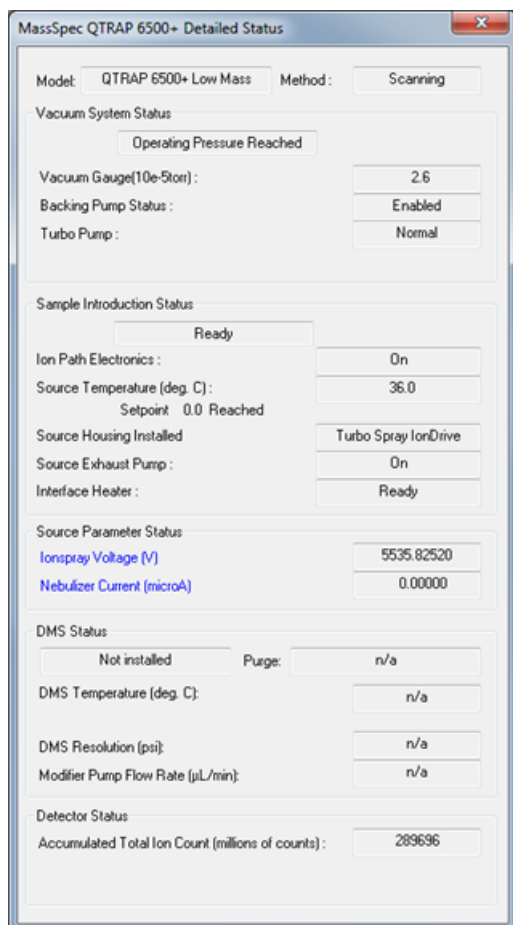 MassSpec QTRAP 6500+ Detailed Status
Model: QTRAP 6500+ Low Mass Method : Scanning
Vacuum System Status
Operating Pressure Reached
Vacuum Gauge(10e-5torr) : 2.6
Backing Pump Status : Enabled
Turbo Pump : Normal
Sample Introduction Status
Ready
Ion Path Electronics : On
Source Temperature (deg. C) : 36.0
Setpoint 0.0 Reached
Source Housing Installed Turbo Spray IonDrive
Source Exhaust Pump : On
Interface Heater : Ready
Source Parameter Status
Ionspray Voltage (V) 5535.82520
Nebulizer Current (microA) 0.00000
DMS Status
Not installed Purge: n/a
DMS Temperature (deg. C): n/a
DMS Resolution (psi): n/a
Modifier Pump Flow Rate (µL/min): n/a
Detector Status
Accumulated Total Ion Count (millions of counts) : 289696